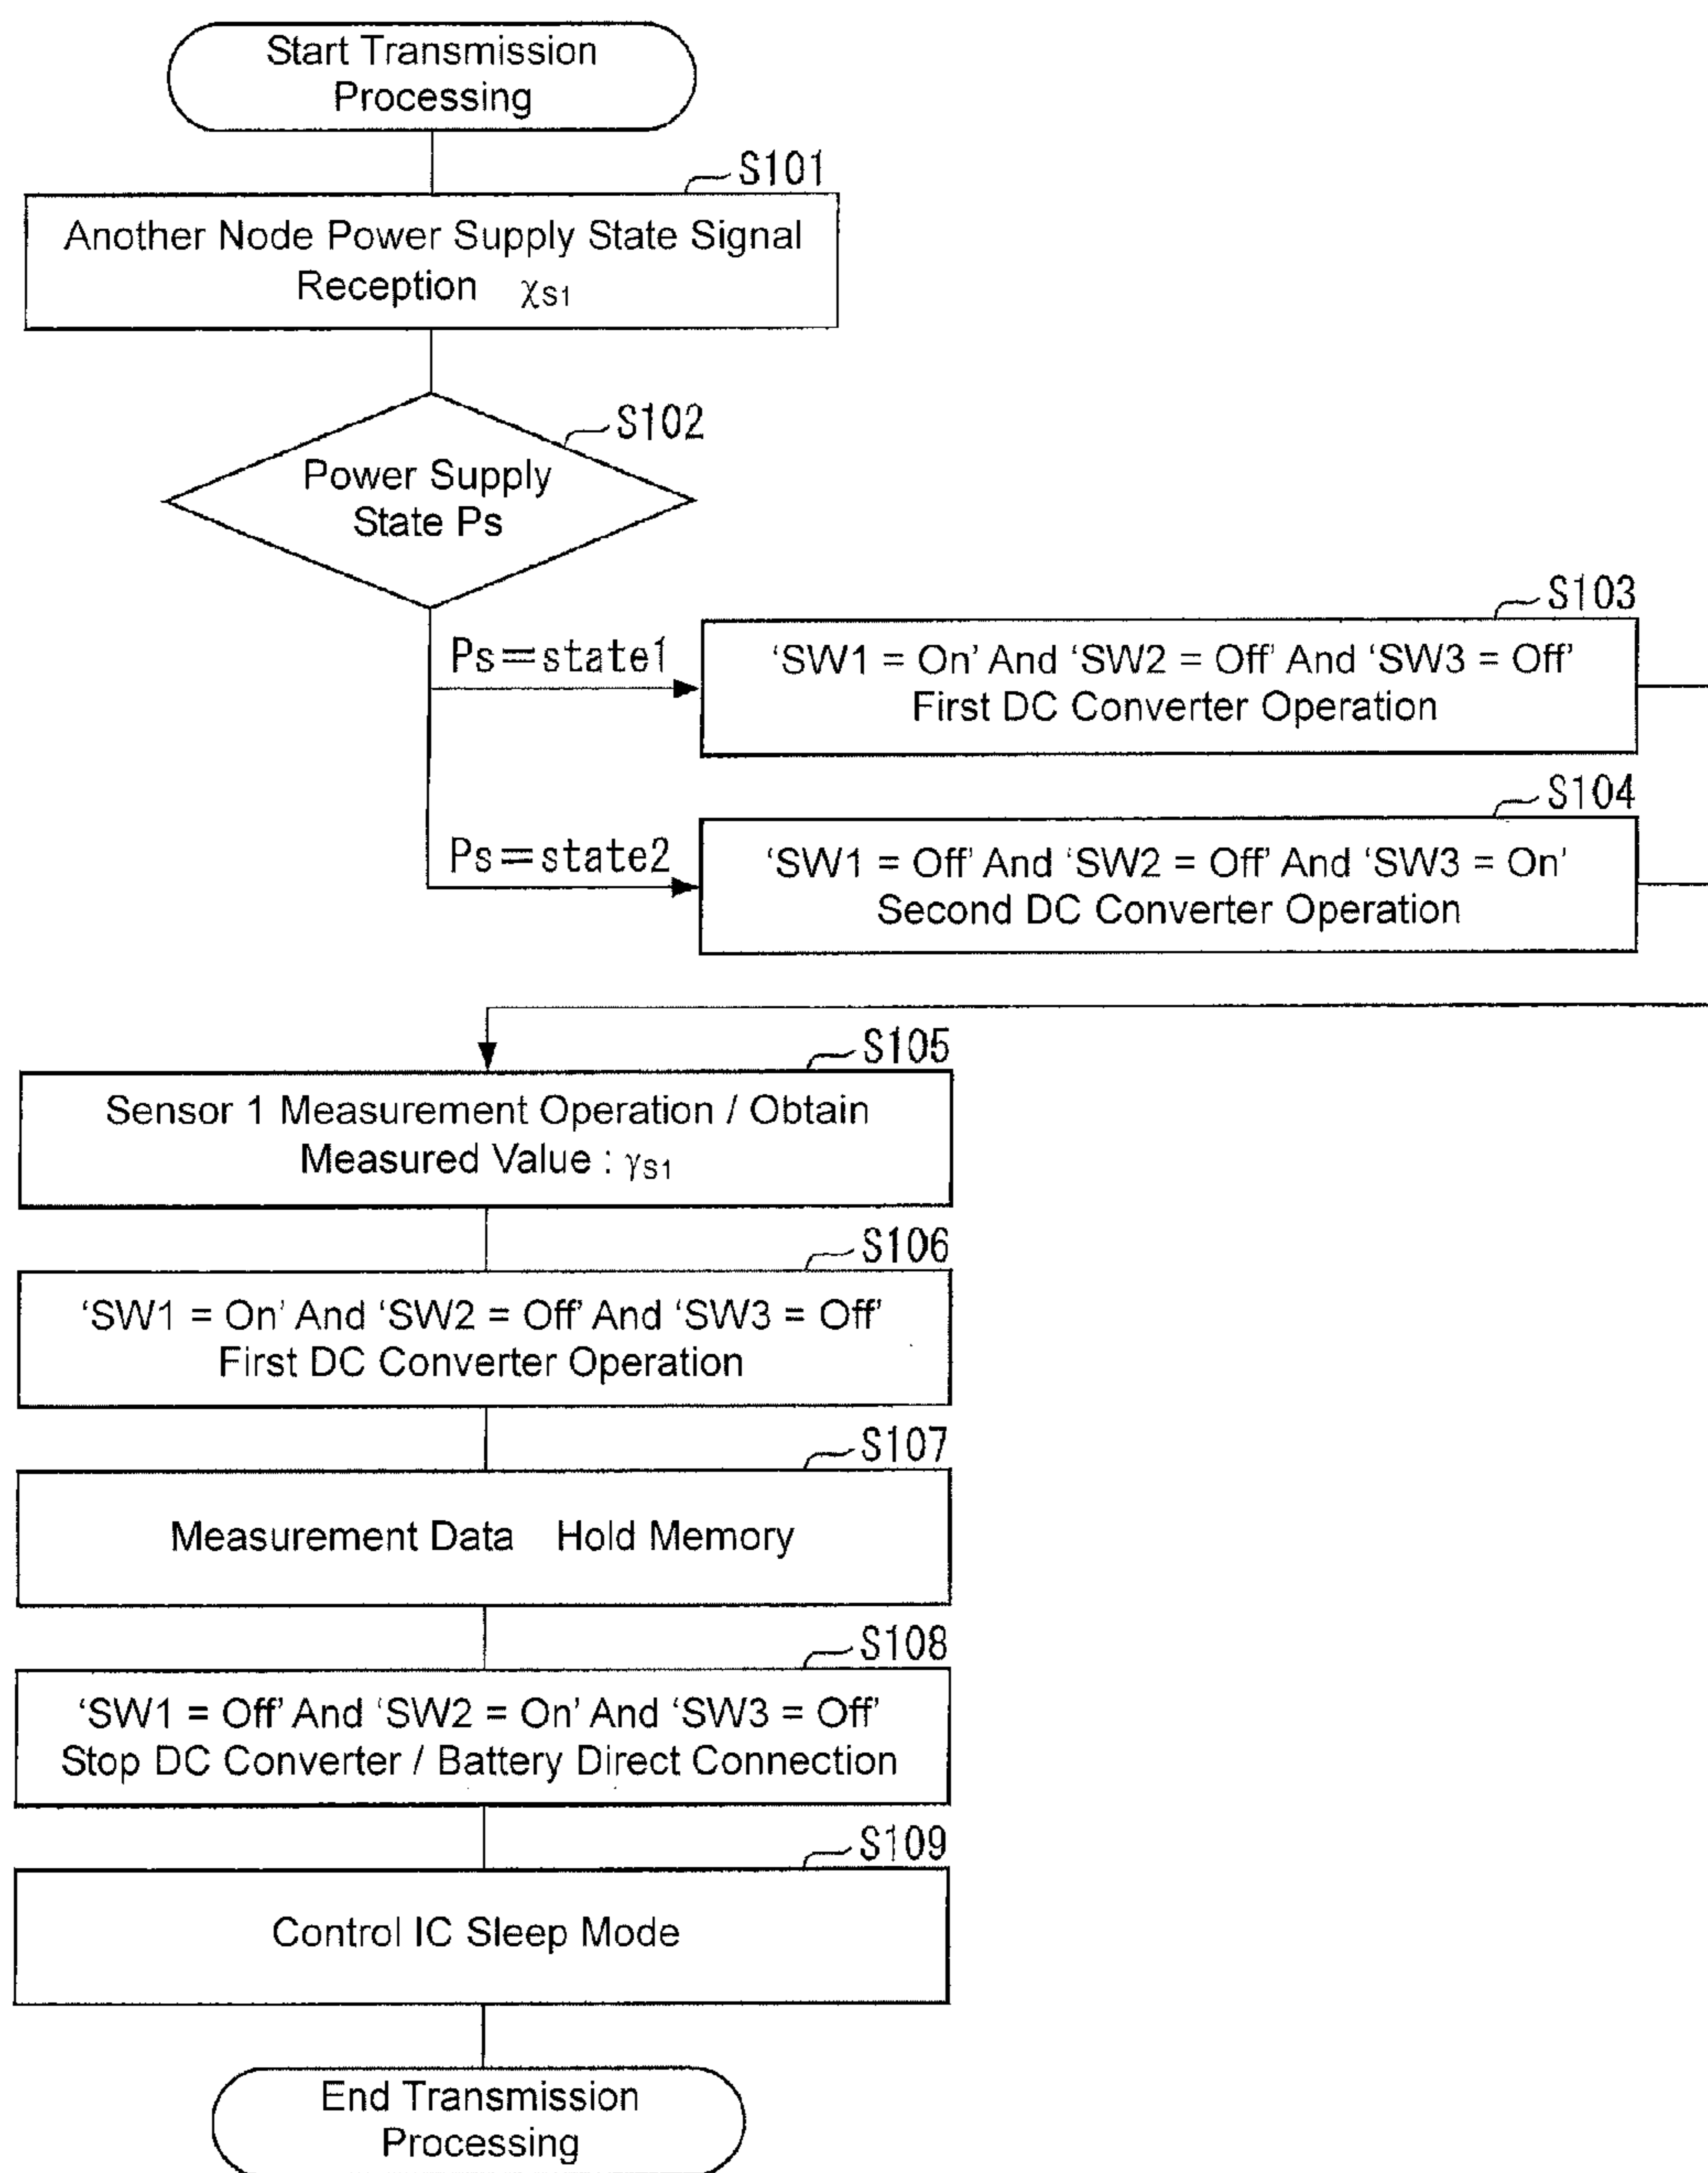 Start Transmission
Processing
S101
Another Node Power Supply State Signal
Reception χS1
S102
Power Supply
State Ps
Ps=state1
S103
‘SW1 = On’ And ‘SW2 = Off’ And ‘SW3 = Off’
First DC Converter Operation
Ps=state2
S104
‘SW1 = Off’ And ‘SW2 = Off’ And ‘SW3 = On’
Second DC Converter Operation
S105
Sensor 1 Measurement Operation / Obtain
Measured Value : γS1
S106
‘SW1 = On’ And ‘SW2 = Off’ And ‘SW3 = Off’
First DC Converter Operation
S107
Measurement Data Hold Memory
S108
‘SW1 = Off’ And ‘SW2 = On’ And ‘SW3 = Off’
Stop DC Converter / Battery Direct Connection
S109
Control IC Sleep Mode
End Transmission
Processing